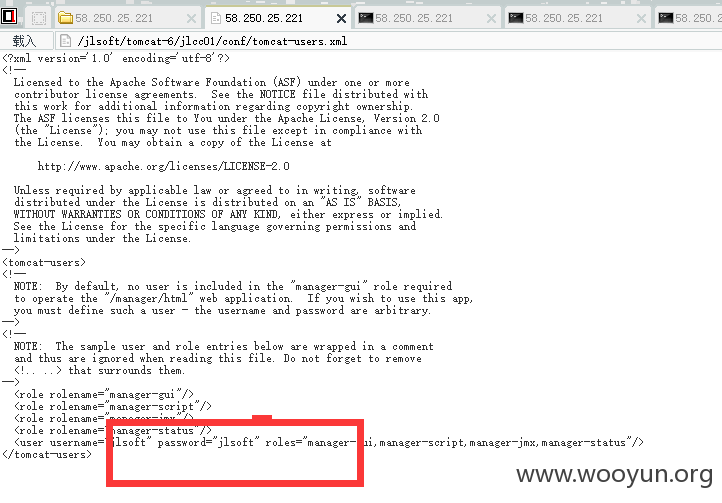 58.250.25.221
58.250.25.221
58.250.25.221
58.250.25.221
58.250.25.
载入
/jlsoft/tomcat-6/jlcc01/conf/tomcat-users.xml
<?xml version='1.0' encoding='utf-8'?>
<!--
Licensed to the Apache Software Foundation (ASF) under one or more
contributor license agreements.  See the NOTICE file distributed with
this work for additional information regarding copyright ownership.
The ASF licenses this file to You under the Apache License, Version 2.0
(the "License"); you may not use this file except in compliance with
the License.  You may obtain a copy of the License at
http://www.apache.org/licenses/LICENSE-2.0
Unless required by applicable law or agreed to in writing, software
distributed under the License is distributed on an "AS IS" BASIS,
WITHOUT WARRANTIES OR CONDITIONS OF ANY KIND, either express or implied.
See the License for the specific language governing permissions and
limitations under the License.
-->
<tomcat-users>
<!--
NOTE:  By default, no user is included in the "manager-gui" role required
to operate the "/manager/html" web application.  If you wish to use this app,
you must define such a user - the username and password are arbitrary.
-->
<!--
NOTE:  The sample user and role entries below are wrapped in a comment
and thus are ignored when reading this file. Do not forget to remove
<!.. ..> that surrounds them.
-->
<role rolename="manager-gui"/>
<role rolename="manager-script"/>
<role rolename="manager-jmx"/>
<role rolename="manager-status"/>
<user username="jlsoft" password="jlsoft" roles="manager-gui,manager-script,manager-jmx,manager-status"/>
</tomcat-users>
www.wooyun.org